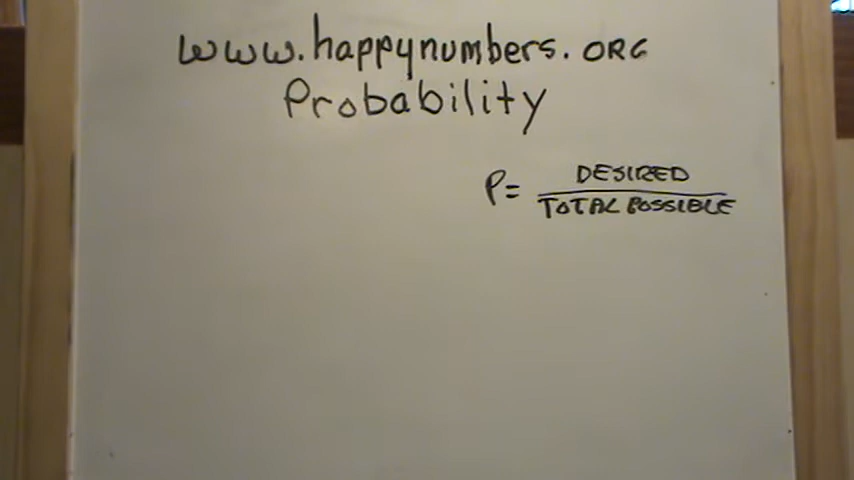 www.happynumbers.ORG
Probability
P= DESIRED
TOTAL POSSIBLE